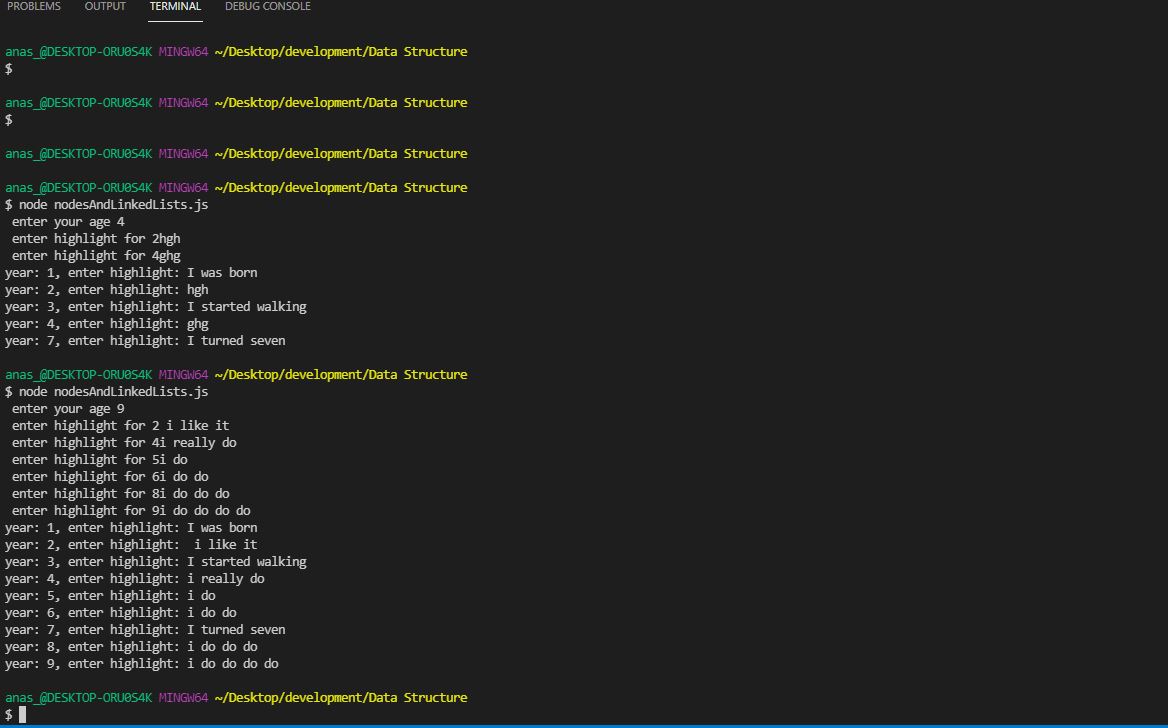 PROBLEMS OUTPUT TERMINAL DEBUG CONSOLE
anas_@DESKTOP-ORU0S4K MINGW64 ~/Desktop/development/Data Structure
$
anas_@DESKTOP-ORU0S4K MINGW64 ~/Desktop/development/Data Structure
$
anas_@DESKTOP-ORU0S4K MINGW64 ~/Desktop/development/Data Structure
anas_@DESKTOP-ORU0S4K MINGW64 ~/Desktop/development/Data Structure
$ node nodesAndLinkedLists.js
enter your age 4
enter highlight for 2hgh
enter highlight for 4ghg
year: 1, enter highlight: I was born
year: 2, enter highlight: hgh
year: 3, enter highlight: I started walking
year: 4, enter highlight: ghg
year: 7, enter highlight: I turned seven
anas_@DESKTOP-ORU0S4K MINGW64 ~/Desktop/development/Data Structure
$ node nodesAndLinkedLists.js
enter your age 9
enter highlight for 2 i like it
enter highlight for 4i really do
enter highlight for 5i do
enter highlight for 6i do do
enter highlight for 8i do do do
enter highlight for 9i do do do do
year: 1, enter highlight: I was born
year: 2, enter highlight:  i like it
year: 3, enter highlight: I started walking
year: 4, enter highlight: i really do
year: 5, enter highlight: i do
year: 6, enter highlight: i do do
year: 7, enter highlight: I turned seven
year: 8, enter highlight: i do do do
year: 9, enter highlight: i do do do do
anas_@DESKTOP-ORU0S4K MINGW64 ~/Desktop/development/Data Structure
$